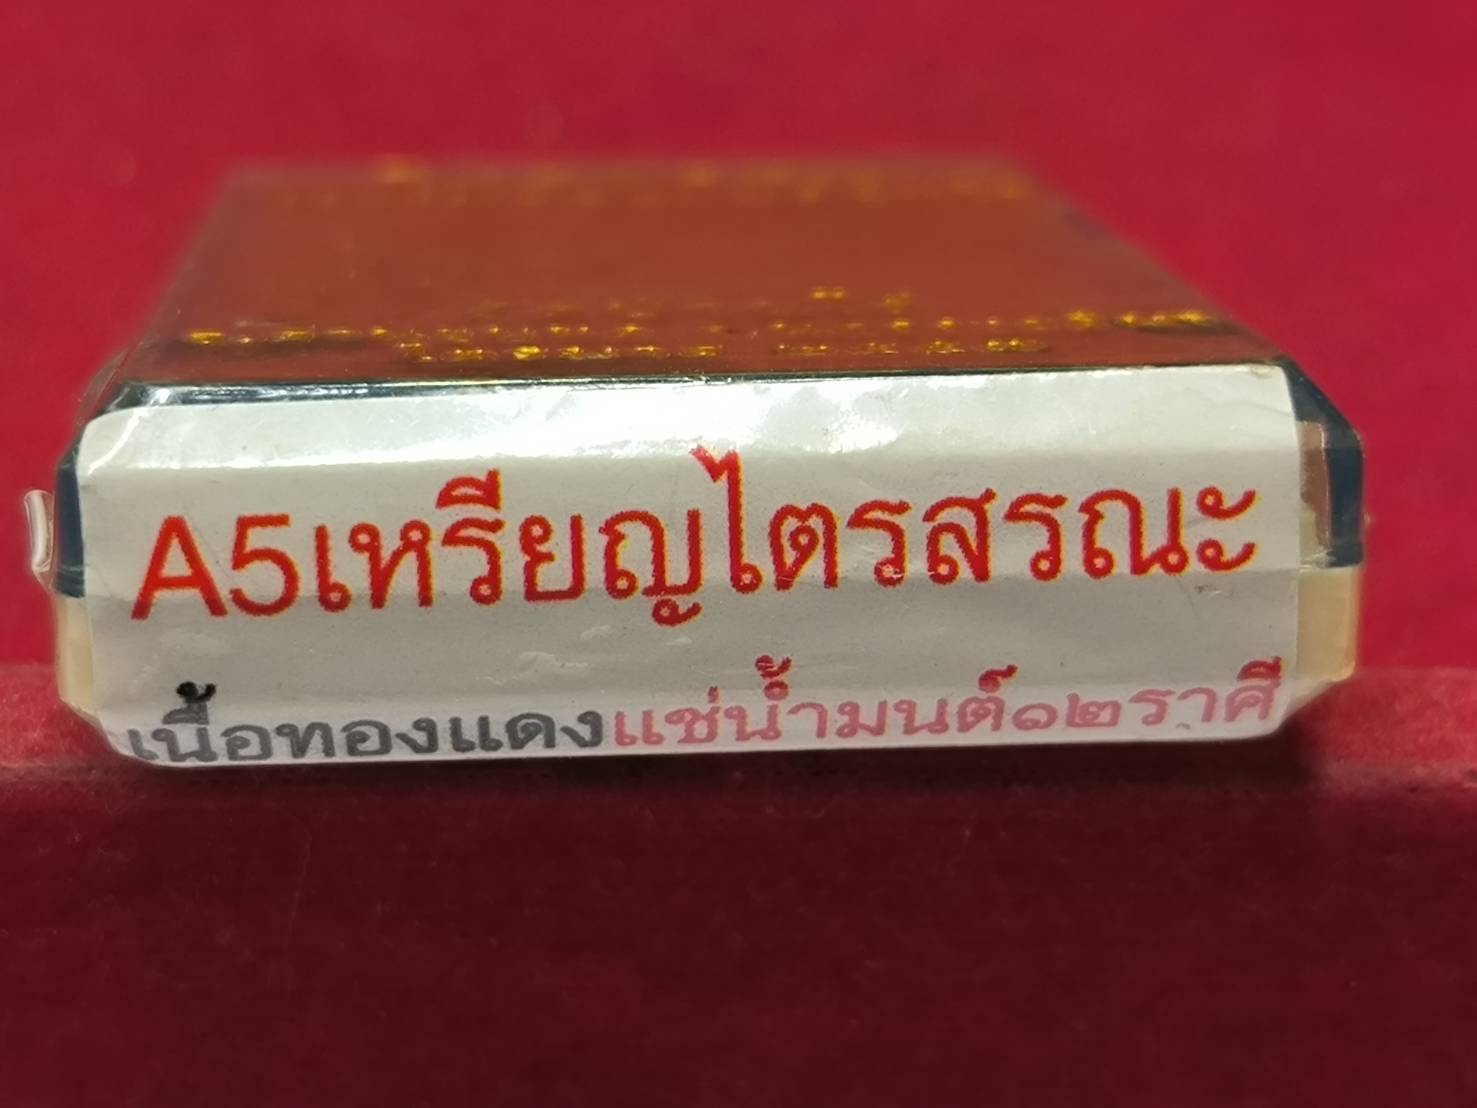 A5เหรียญไตรสรณะ
เนื้อทองแดงแช่น้ำมนต์๑๒ราศี